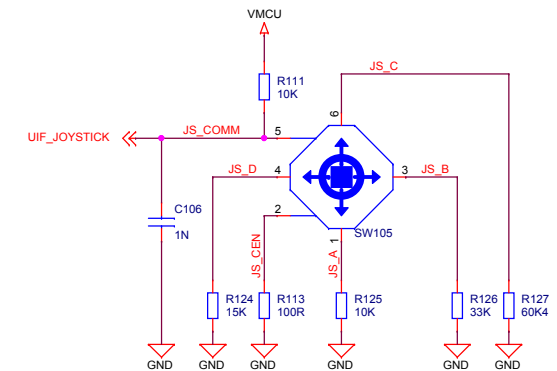 VMCU
JS_C
R111
10K
6
UIF_JOYSTICK
JS_COMM
5
JS_D
4
3
JS_B
2
C106
1N
JS_CEN
JS_A
1
SW105
R124
15K
R113
100R
R125
10K
R126
33K
R127
60K4
GND
GND
GND
GND
GND
GND